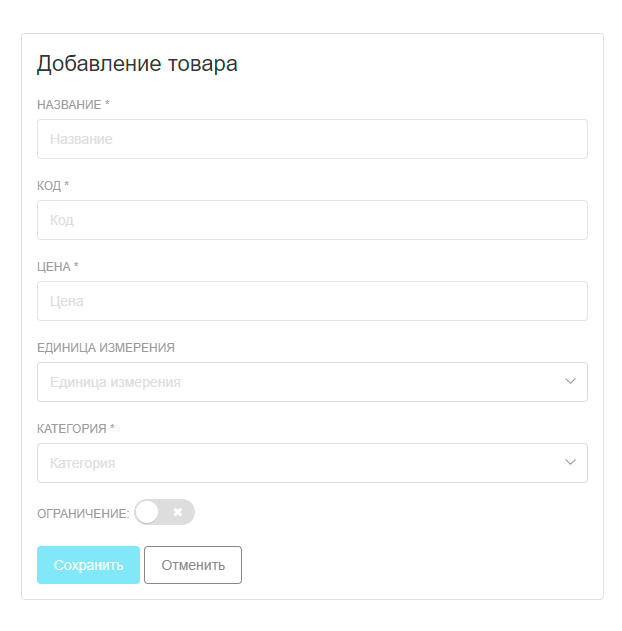 Добавление товара
НАЗВАНИЕ *
Название
КОД *
Код
ЦЕНА *
Цена
ЕДИНИЦА ИЗМЕРЕНИЯ
Единица измерения
КАТЕГОРИЯ *
Категория
ОГРАНИЧЕНИЕ:
Сохранить Отменить